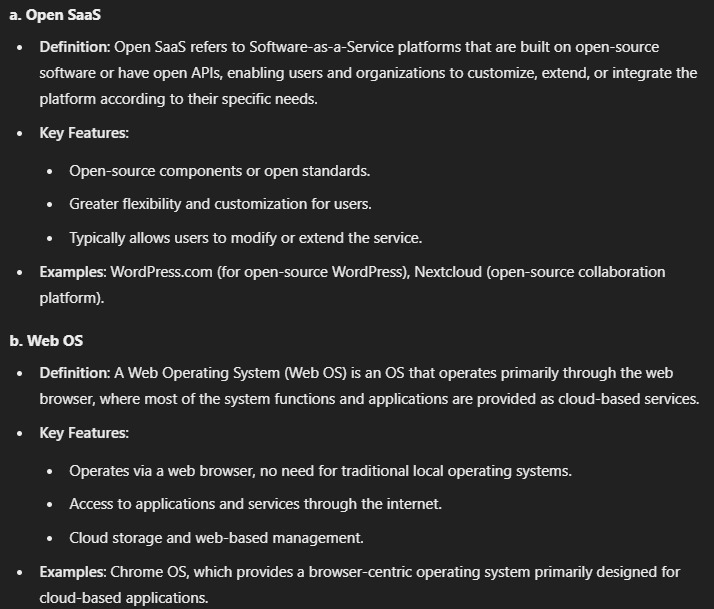 a. Open SaaS
• Definition: Open SaaS refers to Software-as-a-Service platforms that are built on open-source
software or have open APIs, enabling users and organizations to customize, extend, or integrate the
platform according to their specific needs.
• Key Features:
• Open-source components or open standards.
• Greater flexibility and customization for users.
• Typically allows users to modify or extend the service.
• Examples: WordPress.com (for open-source WordPress), Nextcloud (open-source collaboration
platform).
b. Web OS
• Definition: A Web Operating System (Web OS) is an OS that operates primarily through the web
browser, where most of the system functions and applications are provided as cloud-based services.
• Key Features:
• Operates via a web browser, no need for traditional local operating systems.
• Access to applications and services through the internet.
• Cloud storage and web-based management.
• Examples: Chrome OS, which provides a browser-centric operating system primarily designed for
cloud-based applications.